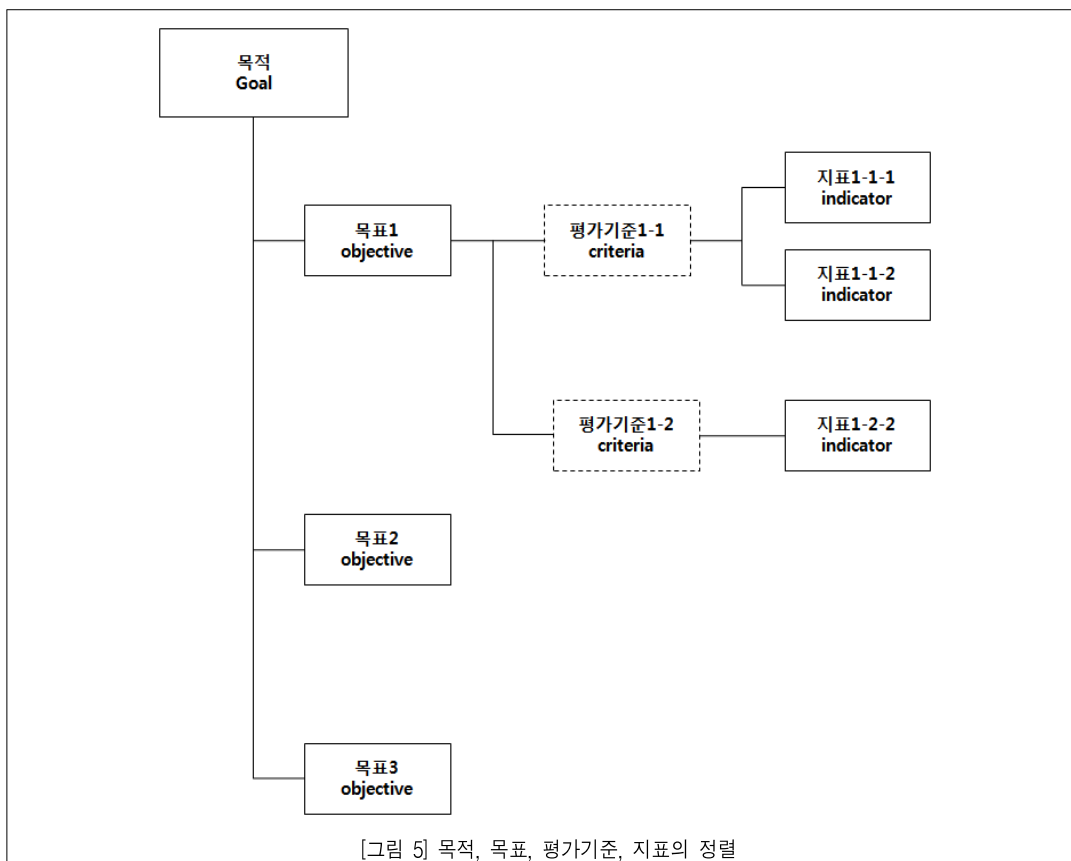 목적
Goal
지표1-1-1
indicator
목표1
objective
평가기준1-1
criteria
지표1-1-2
indicator
평가기준1-2
criteria
지표1-2-2
indicator
목표2
objective
목표3
objective
[그림 5] 목적, 목표, 평가기준, 지표의 정렬